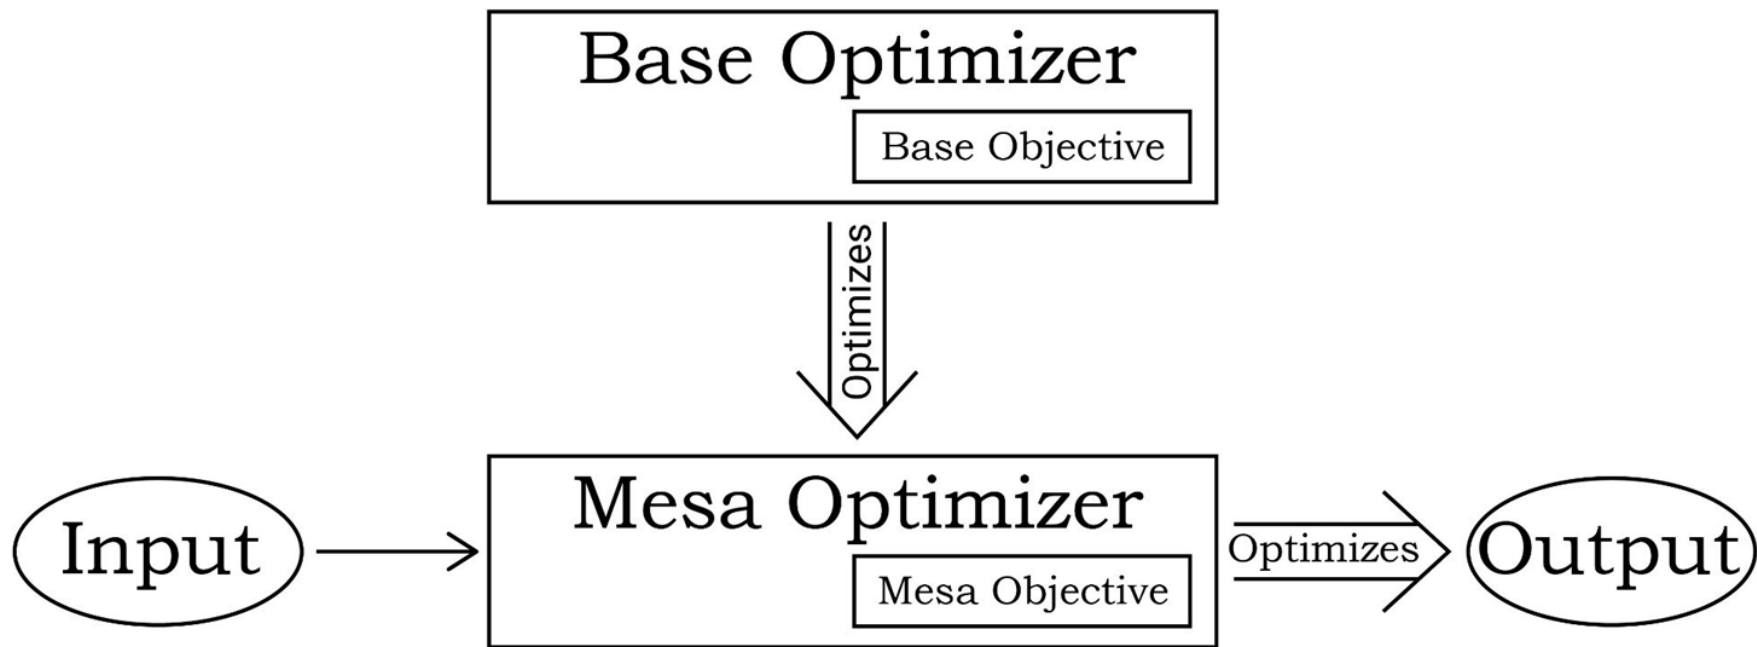 Base Optimizer
Base Objective
Optimizes
Input
Mesa Optimizer
Mesa Objective
Optimizes
Output